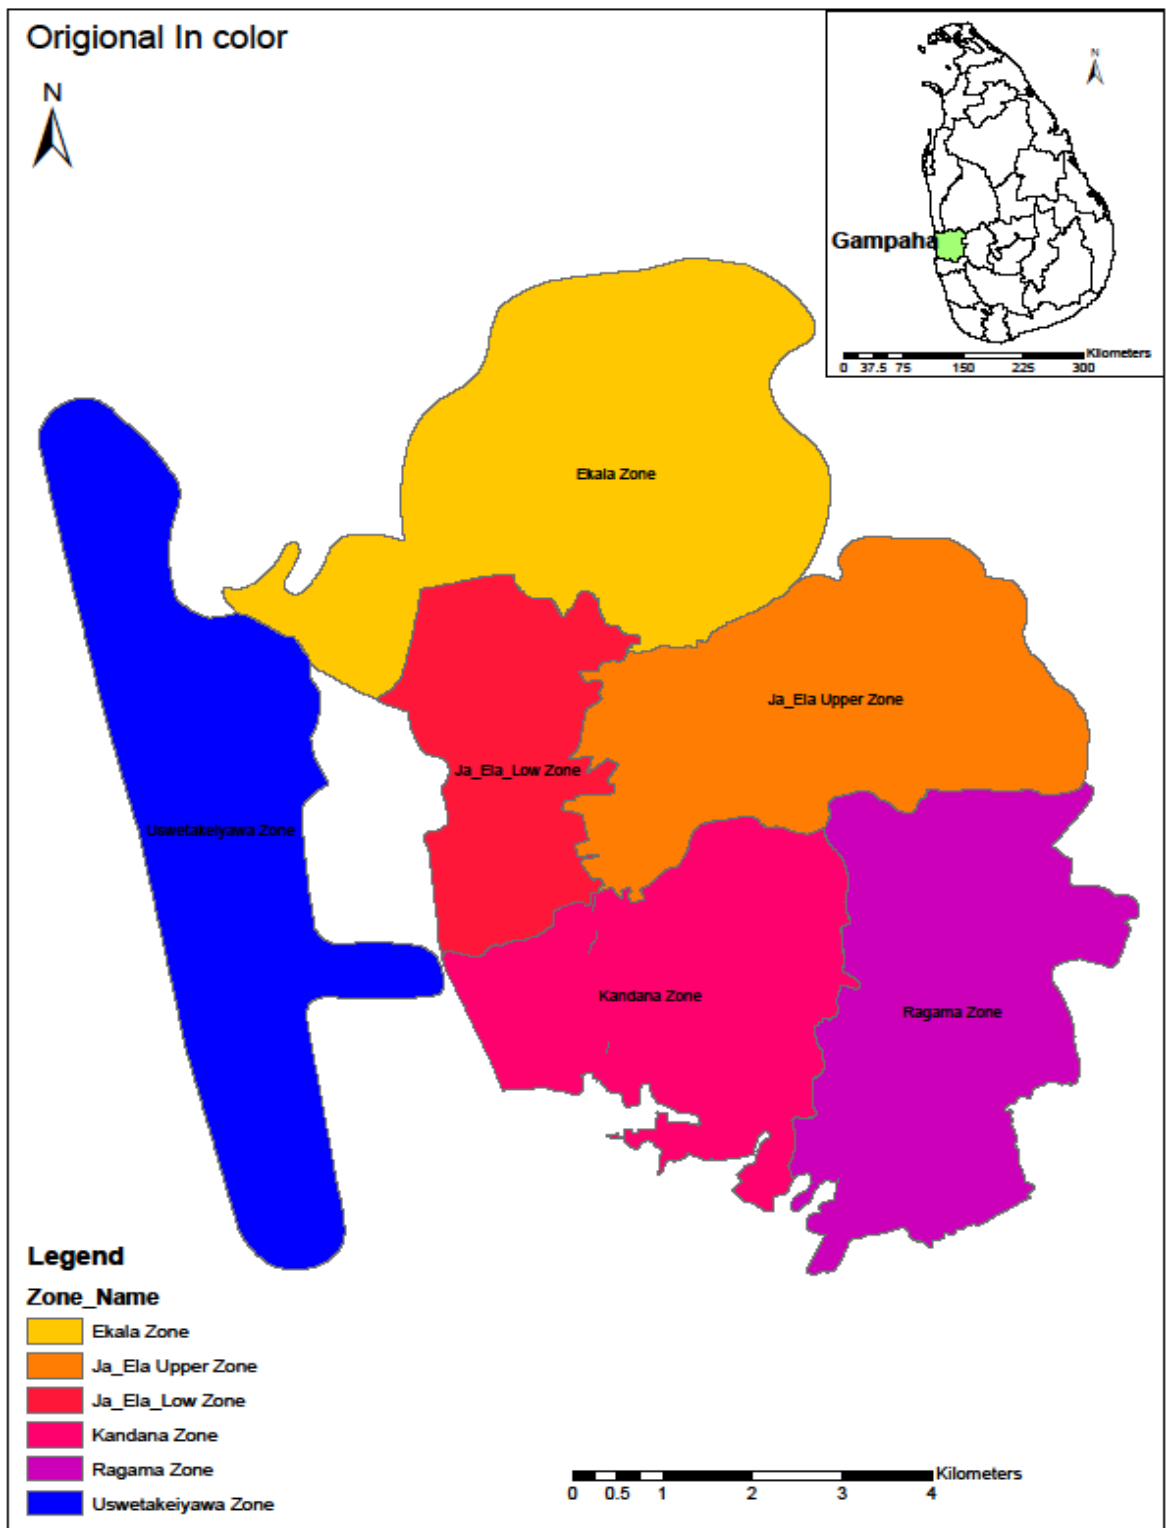 Origional In color
N
N
Gampaha
Kilometers
0 37.5 75 150 225 300
Ekala Zone
Ja_Ela Upper Zone
Ja_Ela_Low Zone
Uswetakeiyawa Zone
Kandana Zone
Ragama Zone
Legend
Zone_Name
Ekala Zone
Ja_Ela Upper Zone
Ja_Ela_Low Zone
Kandana Zone
Ragama Zone
Uswetakeiyawa Zone
Kilometers
0 0.5 1 2 3 4